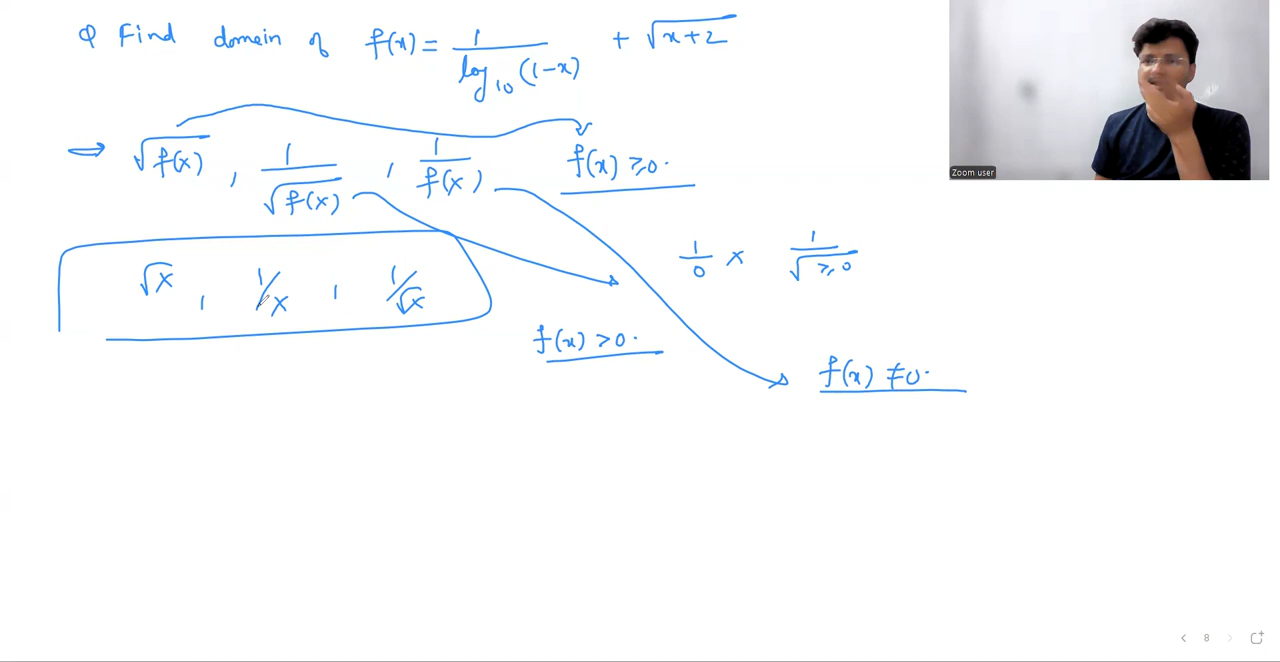 Q Find domain of f(x) = 1/log₁₀(1-x) + √(x+2)
⇒ √f(x) , 1/√f(x) , 1/f(x) f(x) ≥ 0.
1/0 × 1/√≥0
√x , 1/x , 1/√x
f(x) > 0.
f(x) ≠ 0.
Zoom user
8